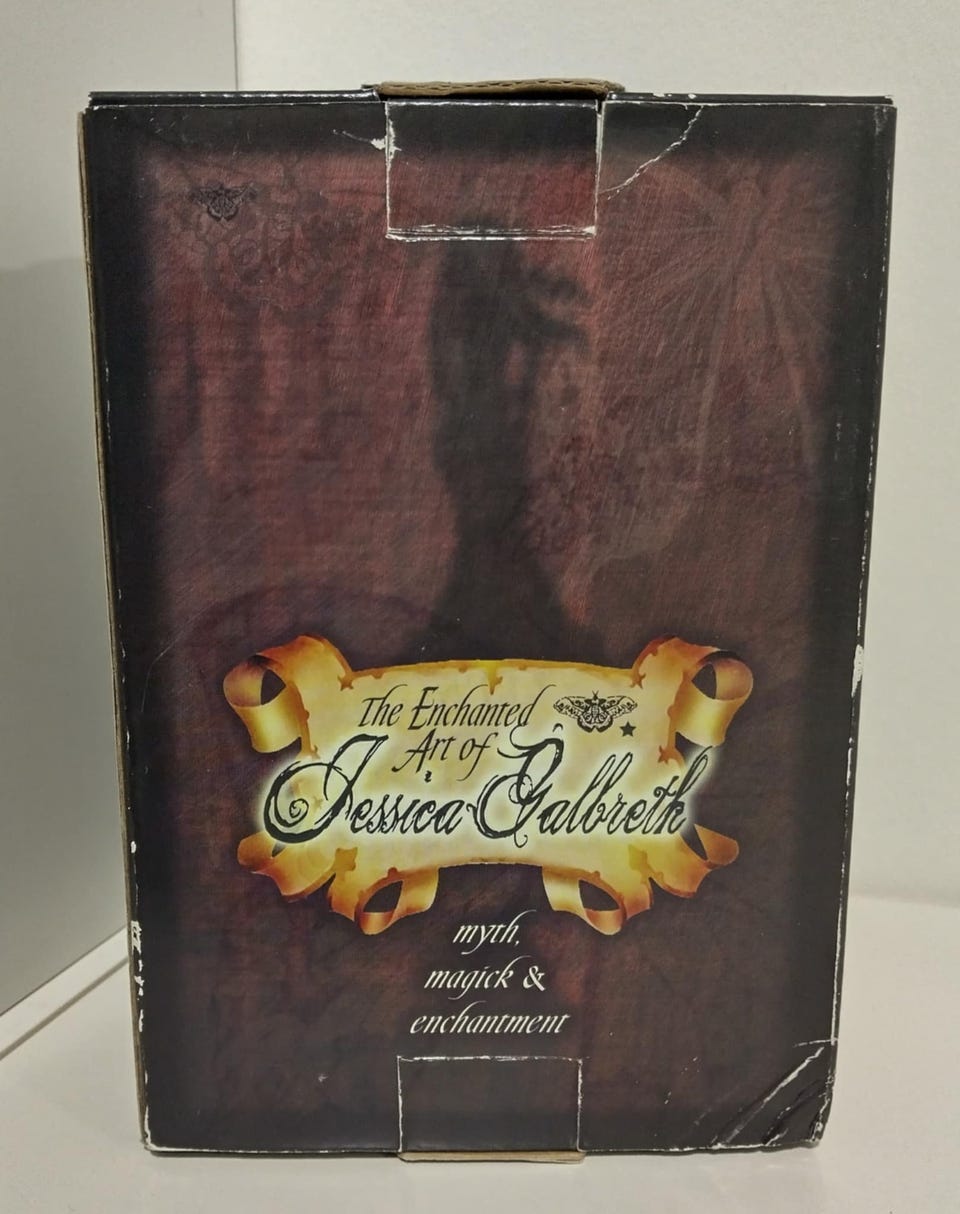 The Enchanted
Art of
Jessica Galbreth
myth,
magick &
enchantment